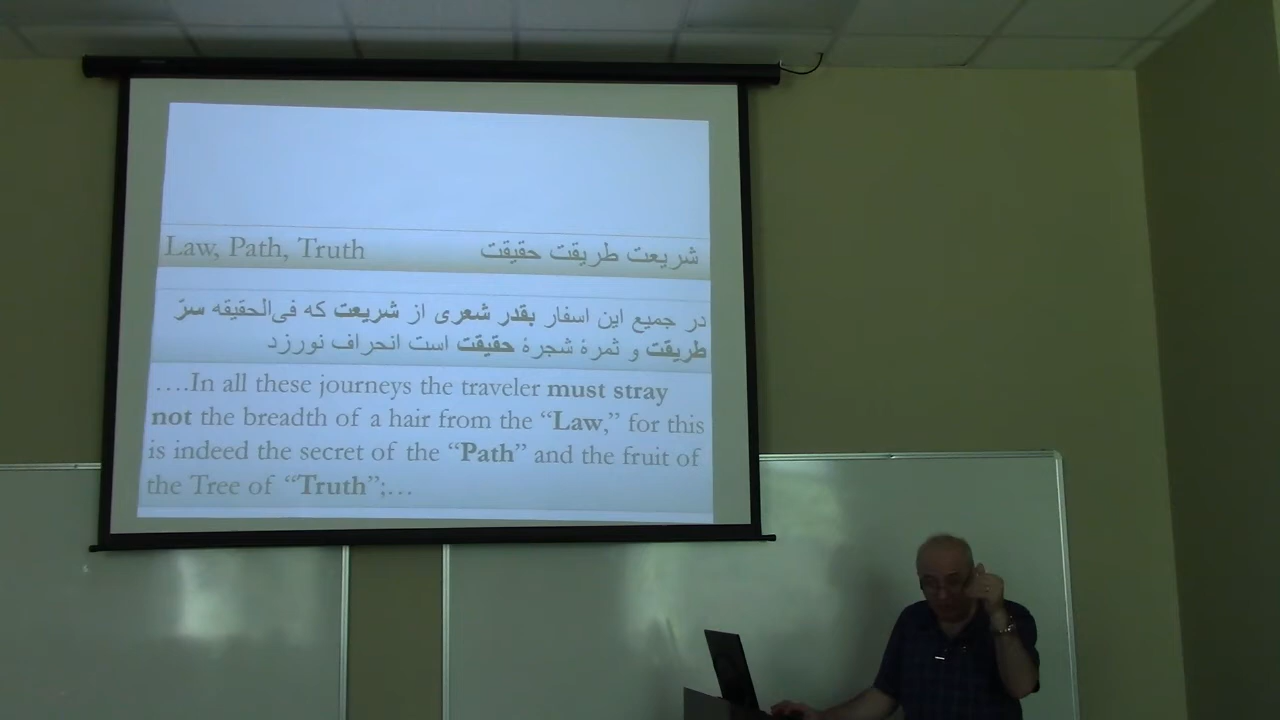 Law, Path, Truth
شریعت طریقت حقیقت
در جمیع این اسفار بقدر شعری از شریعت که فی‌الحقیقه سرّ
طریقت و ثمرهٔ شجرهٔ حقیقت است انحراف نورزد
….In all these journeys the traveler must stray
not the breadth of a hair from the “Law,” for this
is indeed the secret of the “Path” and the fruit of
the Tree of “Truth”;…